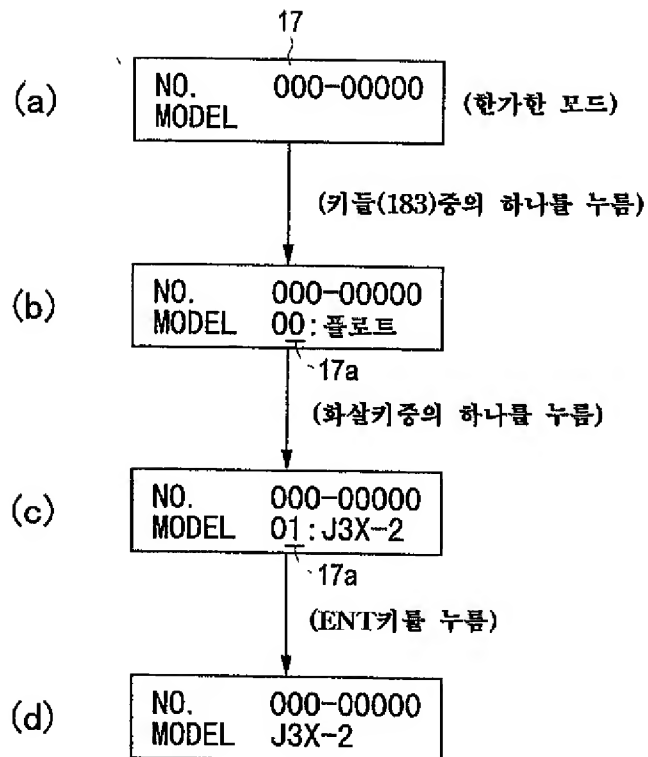 17
(a)
NO. 000-00000
MODEL
(한가한 모드)
(키들(183)중의 하나를 누름)
(b)
NO. 000-00000
MODEL 00:플로트
17a
(화살키중의 하나를 누름)
(c)
NO. 000-00000
MODEL 01:J3X-2
17a
(ENT키를 누름)
(d)
NO. 000-00000
MODEL J3X-2